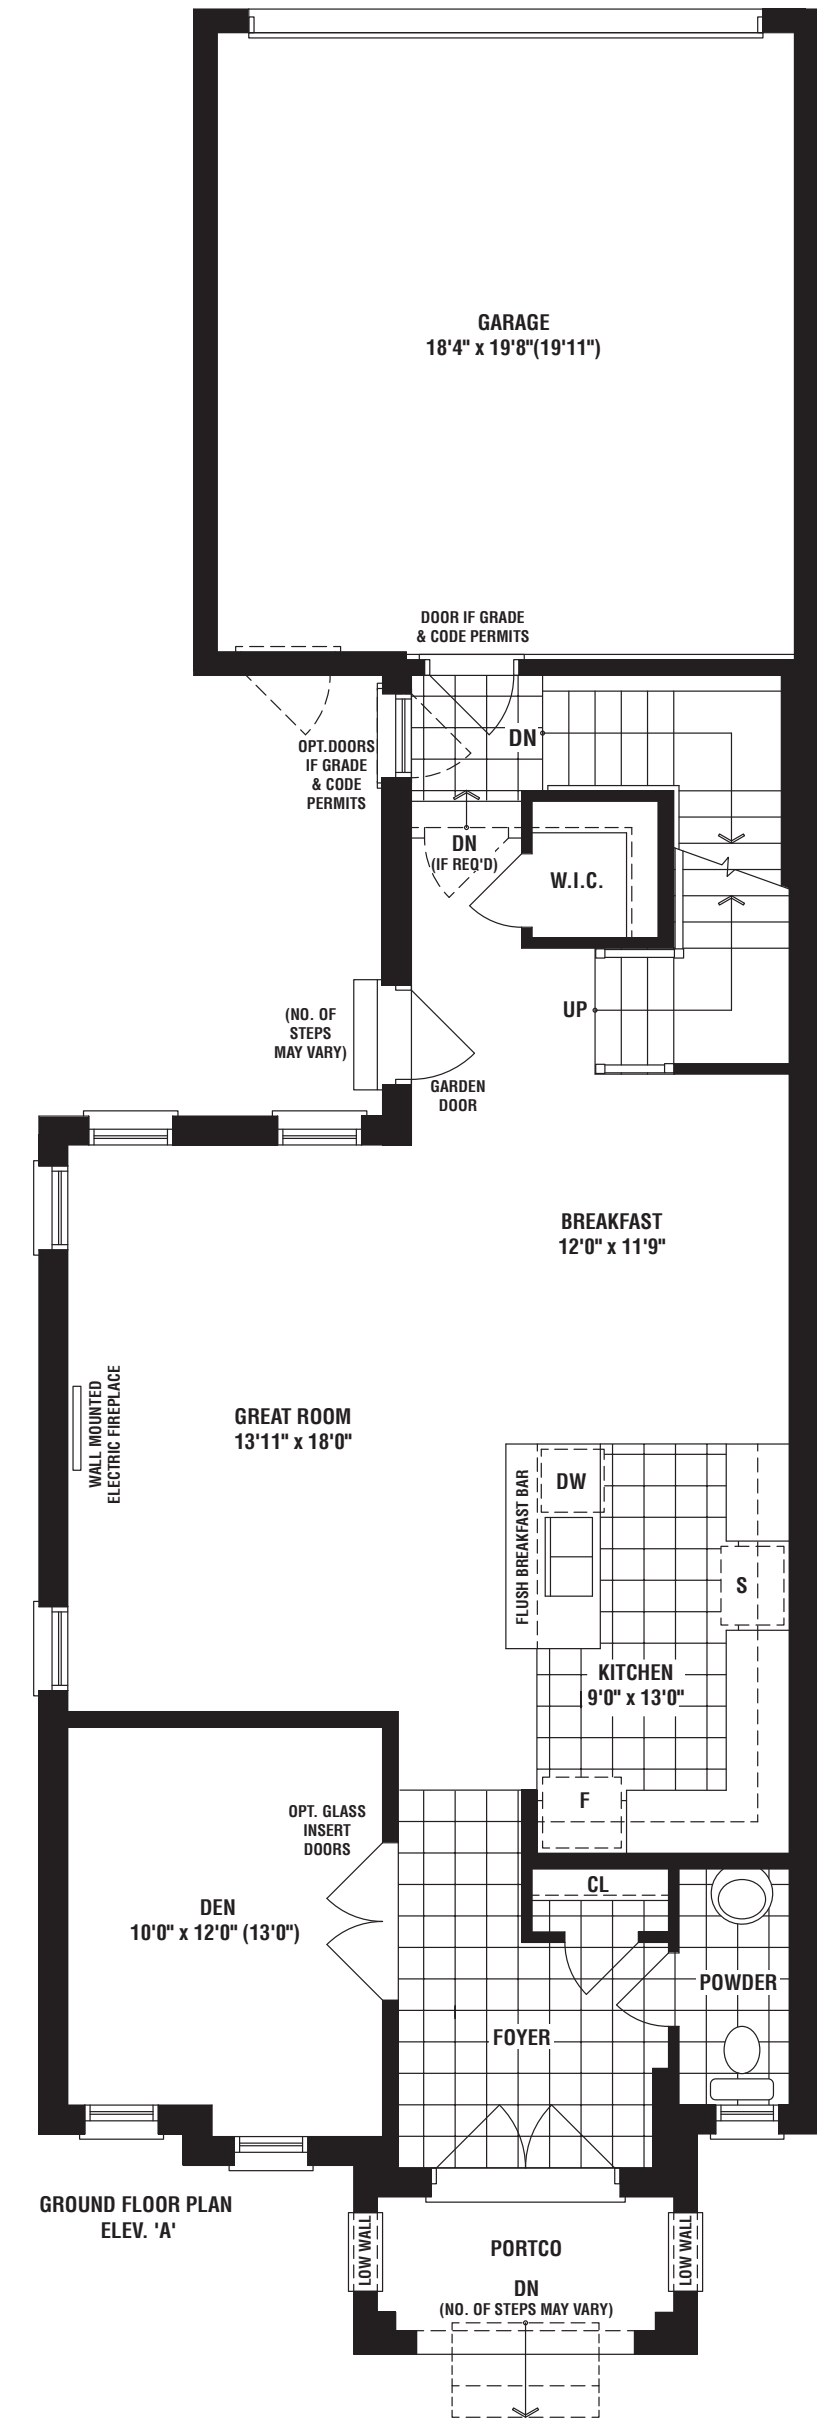 GARAGE
18'4" x 19'8"(19'11")
DOOR IF GRADE
& CODE PERMITS
OPT.DOORS
IF GRADE
& CODE
PERMITS
DN
DN
(IF REQ'D)
W.I.C.
UP
(NO. OF
STEPS
MAY VARY)
GARDEN
DOOR
BREAKFAST
12'0" x 11'9"
WALL MOUNTED
ELECTRIC FIREPLACE
GREAT ROOM
13'11" x 18'0"
FLUSH BREAKFAST BAR
DW
S
KITCHEN
9'0" x 13'0"
F
OPT. GLASS
INSERT
DOORS
CL
DEN
10'0" x 12'0" (13'0")
POWDER
FOYER
GROUND FLOOR PLAN
ELEV. 'A'
LOW WALL
PORTCO
LOW WALL
DN
(NO. OF STEPS MAY VARY)